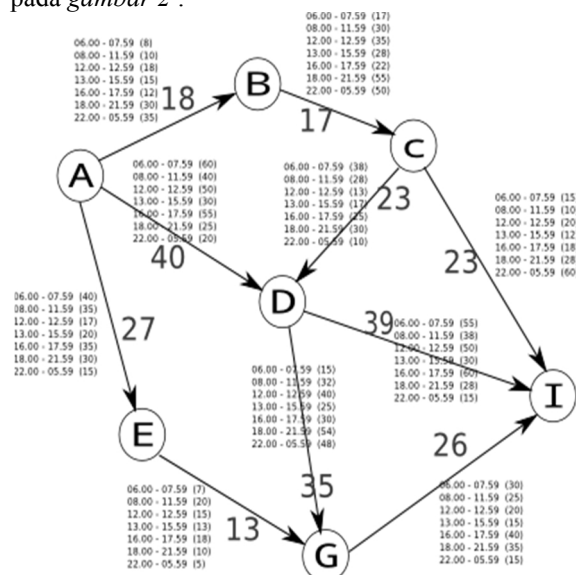 pada gambar 2 .
06.00 - 07.59 (8)
08.00 - 11.59 (10)
12.00 - 12.59 (18)
13.00 - 15.59 (15)
16.00 - 17.59 (12)
18.00 - 21.59 (30)
22.00 - 05.59 (35)
18
B
06.00 - 07.59 (17)
08.00 - 11.59 (30)
12.00 - 12.59 (35)
13.00 - 15.59 (28)
16.00 - 17.59 (22)
18.00 - 21.59 (55)
22.00 - 05.59 (50)
17
C
A
06.00 - 07.59 (60)
08.00 - 11.59 (40)
12.00 - 12.59 (50)
13.00 - 15.59 (30)
16.00 - 17.59 (55)
18.00 - 21.59 (25)
22.00 - 05.59 (20)
40
06.00 - 07.59 (38)
08.00 - 11.59 (28)
12.00 - 12.59 (13)
13.00 - 15.59 (17)
16.00 - 17.59 (25)
18.00 - 21.59 (30)
22.00 - 05.59 (10)
23
06.00 - 07.59 (15
08.00 - 11.59 (10
12.00 - 12.59 (20
13.00 - 15.59 (12
16.00 - 17.59 (18
18.00 - 21.59 (28
22.00 - 05.59 (60
23
D
06.00 - 07.59 (40)
08.00 - 11.59 (35)
12.00 - 12.59 (17)
13.00 - 15.59 (20)
16.00 - 17.59 (35)
18.00 - 21.59 (30)
22.00 - 05.59 (15)
27
39
06.00 - 07.59 (55)
08.00 - 11.59 (38)
12.00 - 12.59 (50)
13.00 - 15.59 (30)
16.00 - 17.59 (60)
18.00 - 21.59 (28)
22.00 - 05.59 (15)
I
06.00 - 07.59 (15)
08.00 - 11.59 (32)
12.00 - 12.59 (40)
13.00 - 15.59 (25)
16.00 - 17.59 (30)
18.00 - 21.59 (54)
22.00 - 05.59 (48)
35
E
26
06.00 - 07.59 (7)
08.00 - 11.59 (20)
12.00 - 12.59 (15)
13.00 - 15.59 (13)
16.00 - 17.59 (18)
18.00 - 21.59 (10)
22.00 - 05.59 (5)
13
G
06.00 - 07.59 (30)
08.00 - 11.59 (25)
12.00 - 12.59 (20)
13.00 - 15.59 (15)
16.00 - 17.59 (40)
18.00 - 21.59 (35)
22.00 - 05.59 (15)